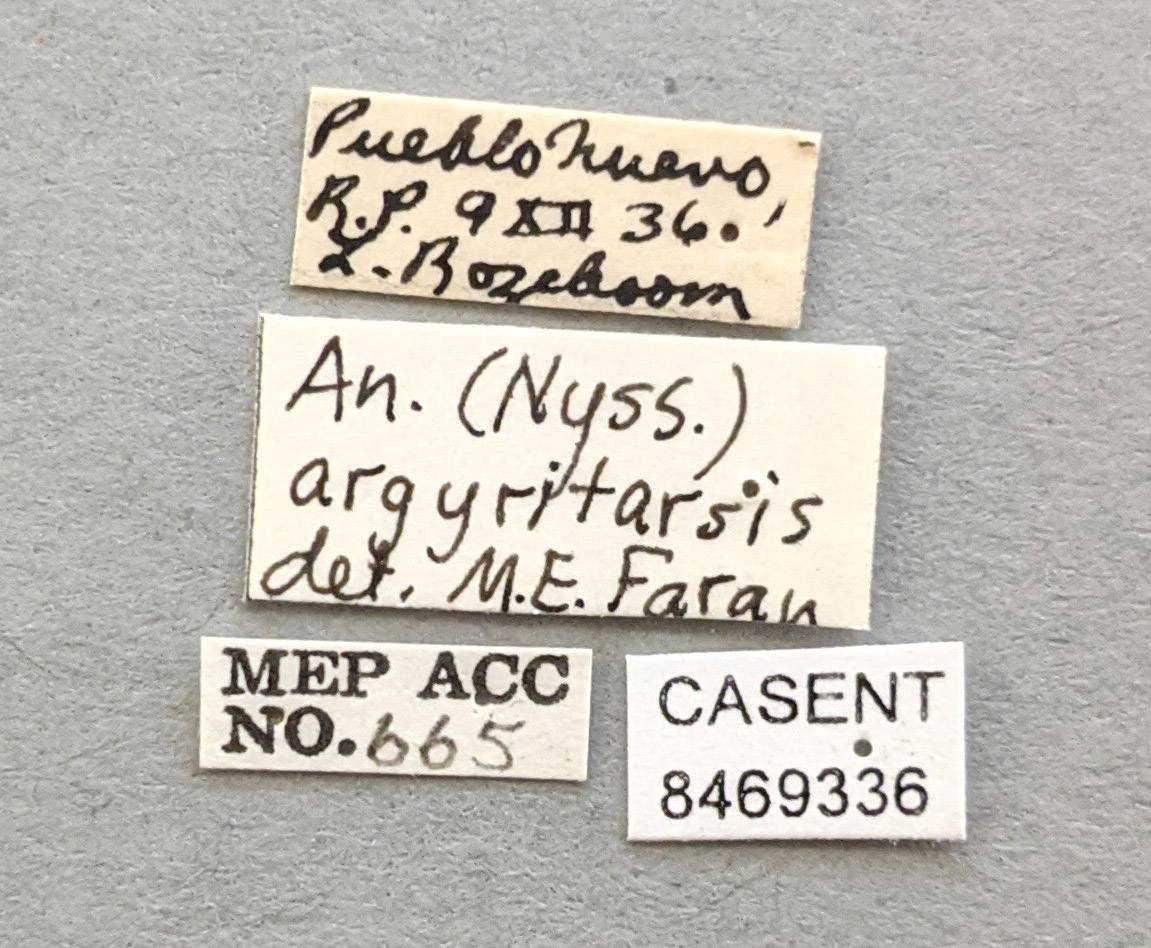 Pueblo Nuevo,
R.P. 9 XII 36.
L. Rozeboom
An. (Nyss.)
argyritarsis
det. M.E. Faran
MEP ACC
NO. 665
CASENT
8469336